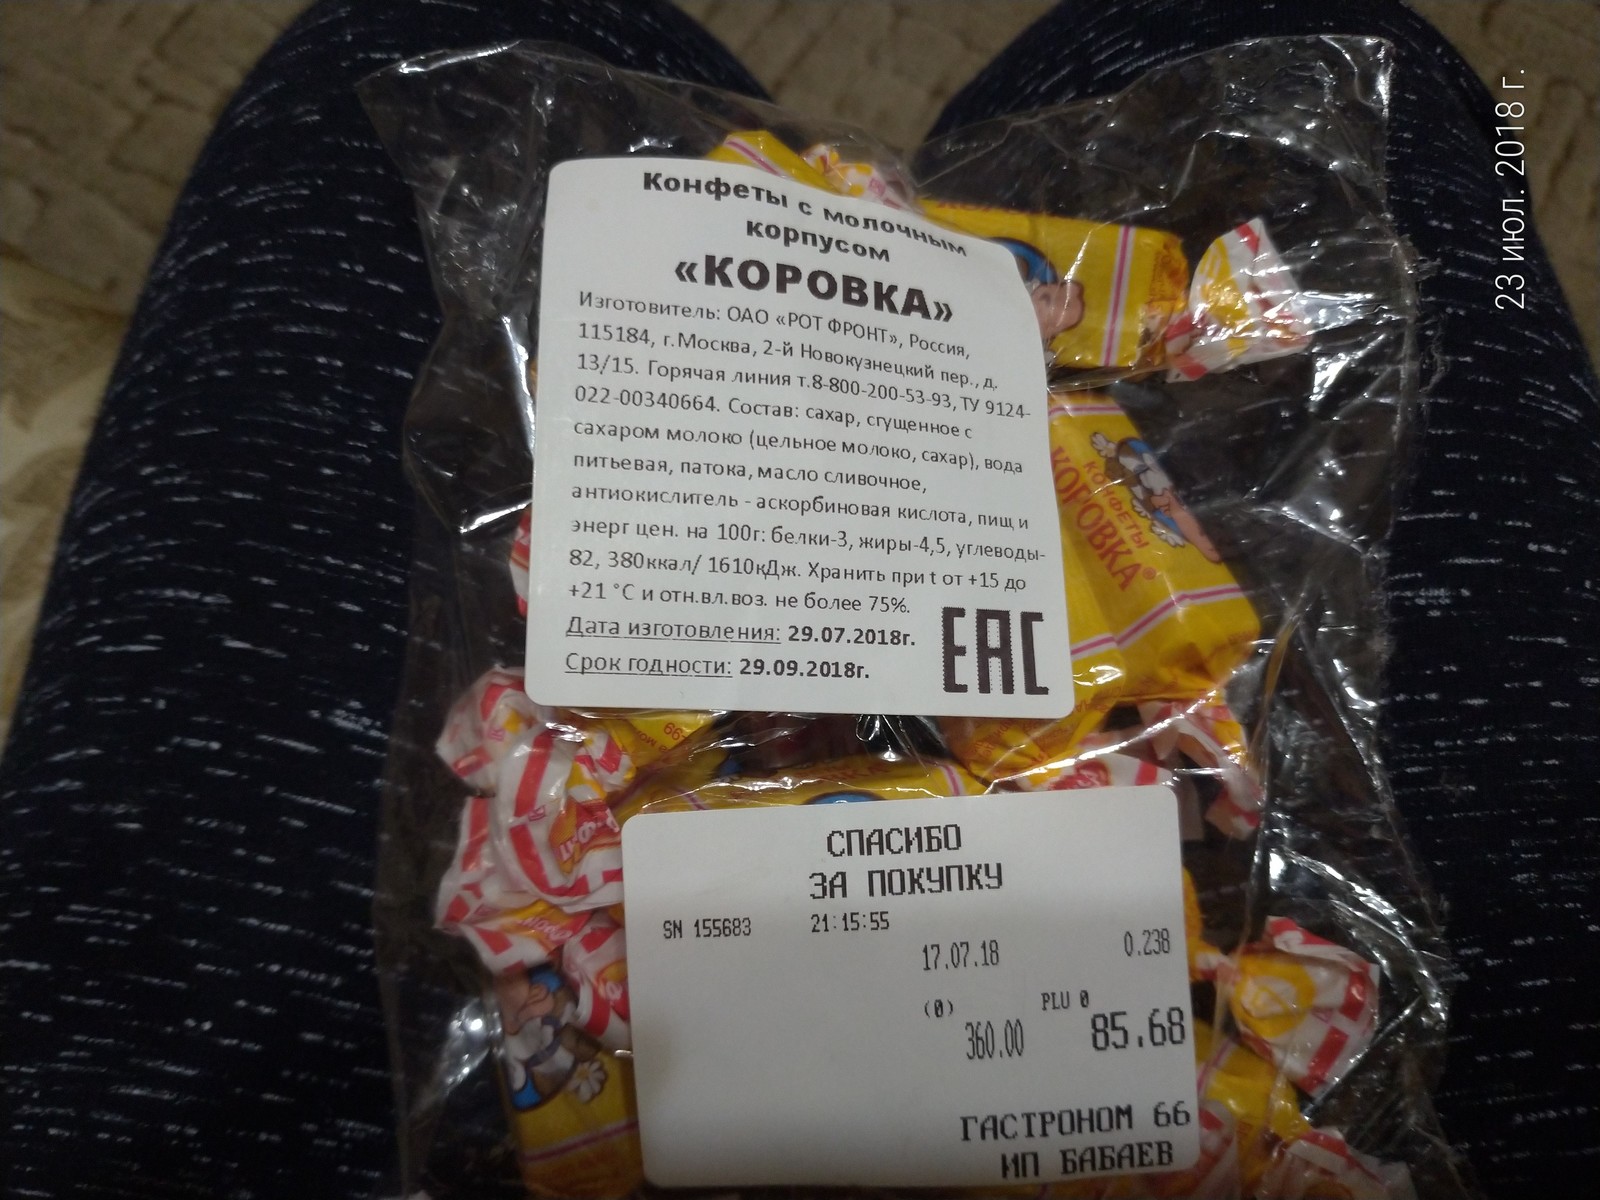 Конфеты с молочным
корпусом
«КОРОВКА»
Изготовитель: ОАО «РОТ ФРОНТ», Россия,
115184, г.Москва, 2-й Новокузнецкий пер., д.
13/15. Горячая линия т.8-800-200-53-93, ТУ 9124-
022-00340664. Состав: сахар, сгущенное с
сахаром молоко (цельное молоко, сахар), вода
питьевая, патока, масло сливочное,
антиокислитель - аскорбиновая кислота, пищ и
энерг цен. на 100г: белки-3, жиры-4,5, углеводы-
82, 380ккал/ 1610кДж. Хранить при t от +15 до
+21 °С и отн.вл.воз. не более 75%.
Дата изготовления: 29.07.2018г.
Срок годности: 29.09.2018г.
ЕАС
КОНФЕТЫ
КОРОВКА®
СПАСИБО
ЗА ПОКУПКУ
SN 155683 21:15:55
17.07.18 0.238
(0) PLU 0
360.00 85.68
ГАСТРОНОМ 66
ИП БАБАЕВ
23 июл. 2018 г.